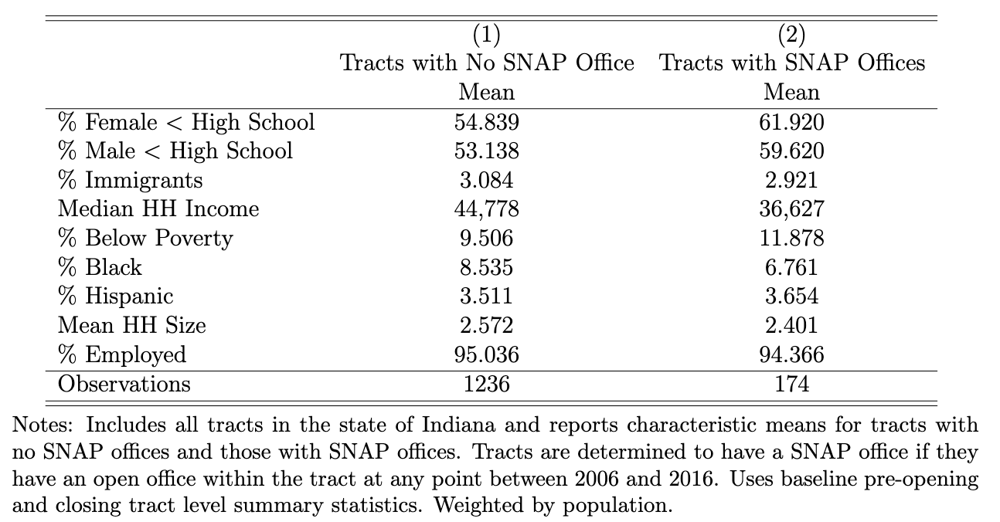 (1) (2)
Tracts with No SNAP Office Tracts with SNAP Offices
Mean Mean
% Female < High School 54.839 61.920
% Male < High School 53.138 59.620
% Immigrants 3.084 2.921
Median HH Income 44,778 36,627
% Below Poverty 9.506 11.878
% Black 8.535 6.761
% Hispanic 3.511 3.654
Mean HH Size 2.572 2.401
% Employed 95.036 94.366
Observations 1236 174
Notes: Includes all tracts in the state of Indiana and reports characteristic means for tracts with
no SNAP offices and those with SNAP offices. Tracts are determined to have a SNAP office if they
have an open office within the tract at any point between 2006 and 2016. Uses baseline pre-opening
and closing tract level summary statistics. Weighted by population.